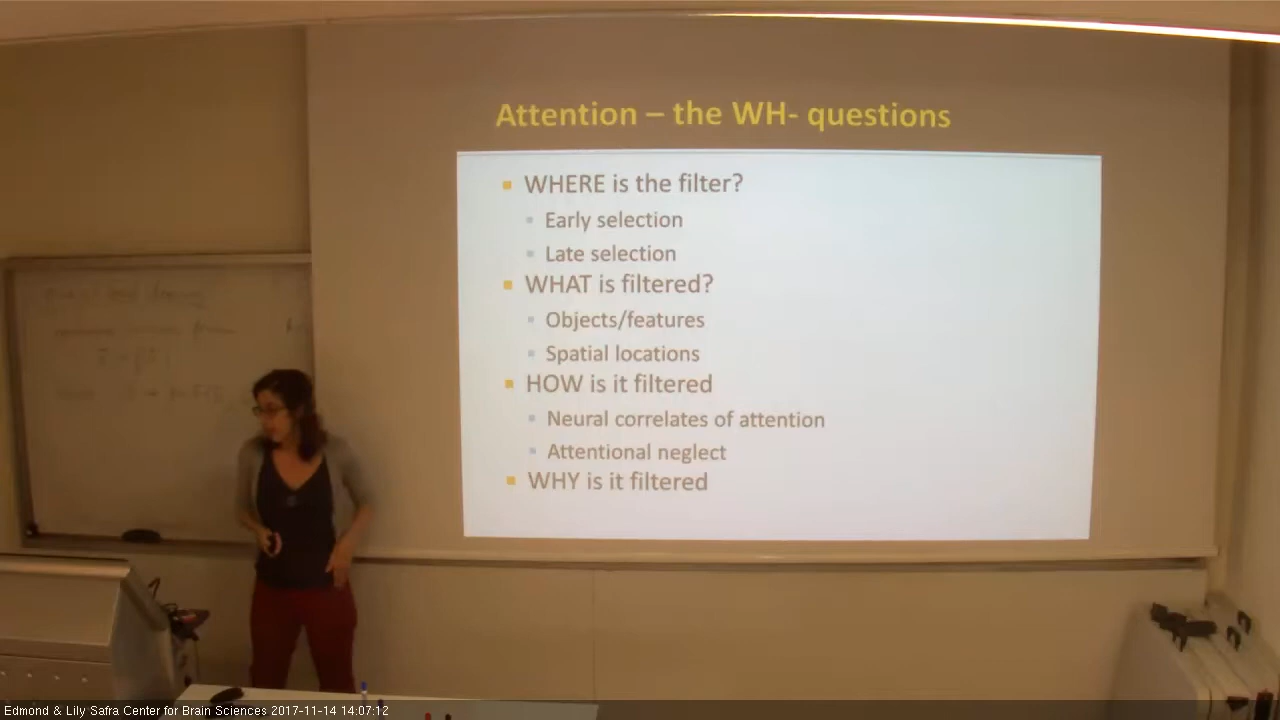 Attention – the WH- questions
WHERE is the filter?
Early selection
Late selection
WHAT is filtered?
Objects/features
Spatial locations
HOW is it filtered
Neural correlates of attention
Attentional neglect
WHY is it filtered
Edmond & Lily Safra Center for Brain Sciences 2017-11-14 14:07:12